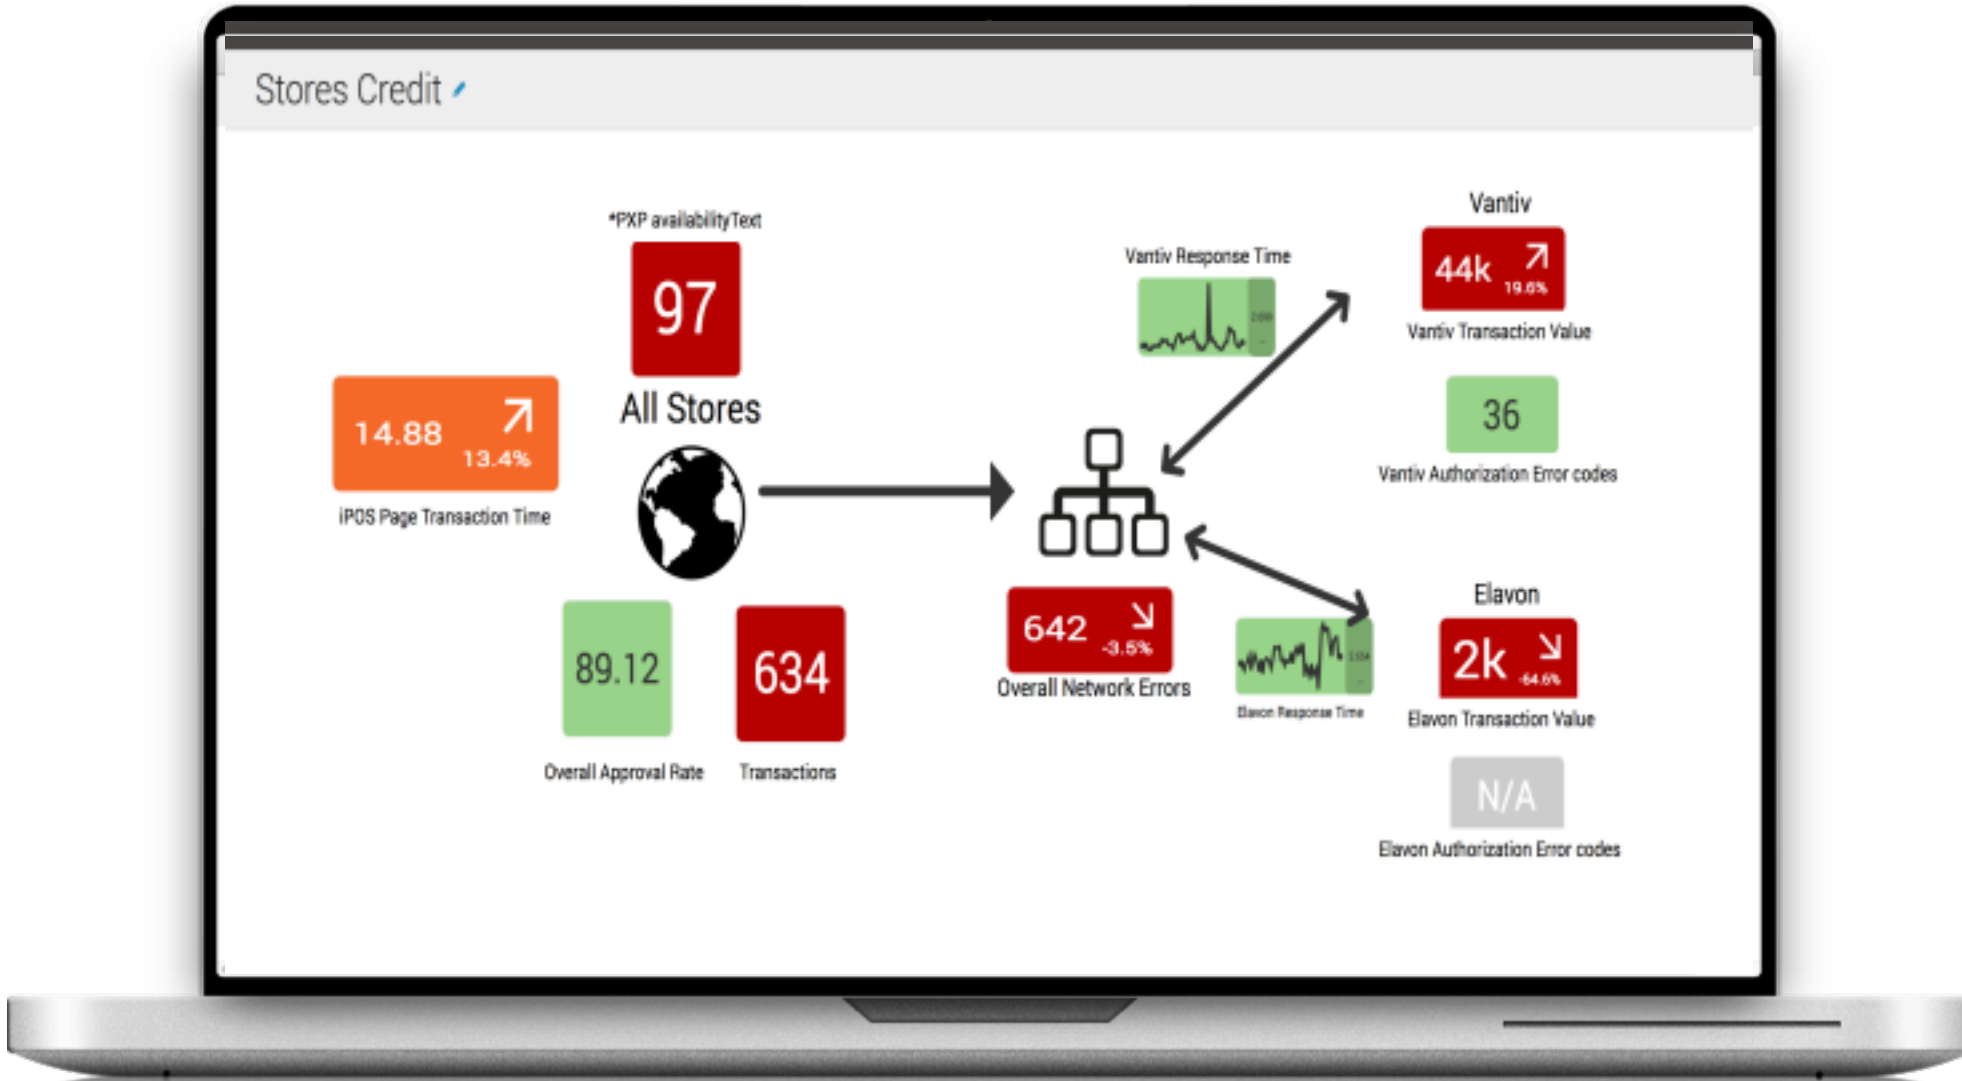 Stores Credit
*PXP availabilityText
97
All Stores
14.88
13.4%
iPOS Page Transaction Time
89.12
634
Overall Approval Rate
Transactions
642
-3.5%
Overall Network Errors
Vantiv Response Time
Vantiv
44k
19.6%
Vantiv Transaction Value
36
Vantiv Authorization Error codes
Elavon Response Time
Elavon
2k
-64.6%
Elavon Transaction Value
N/A
Elavon Authorization Error codes